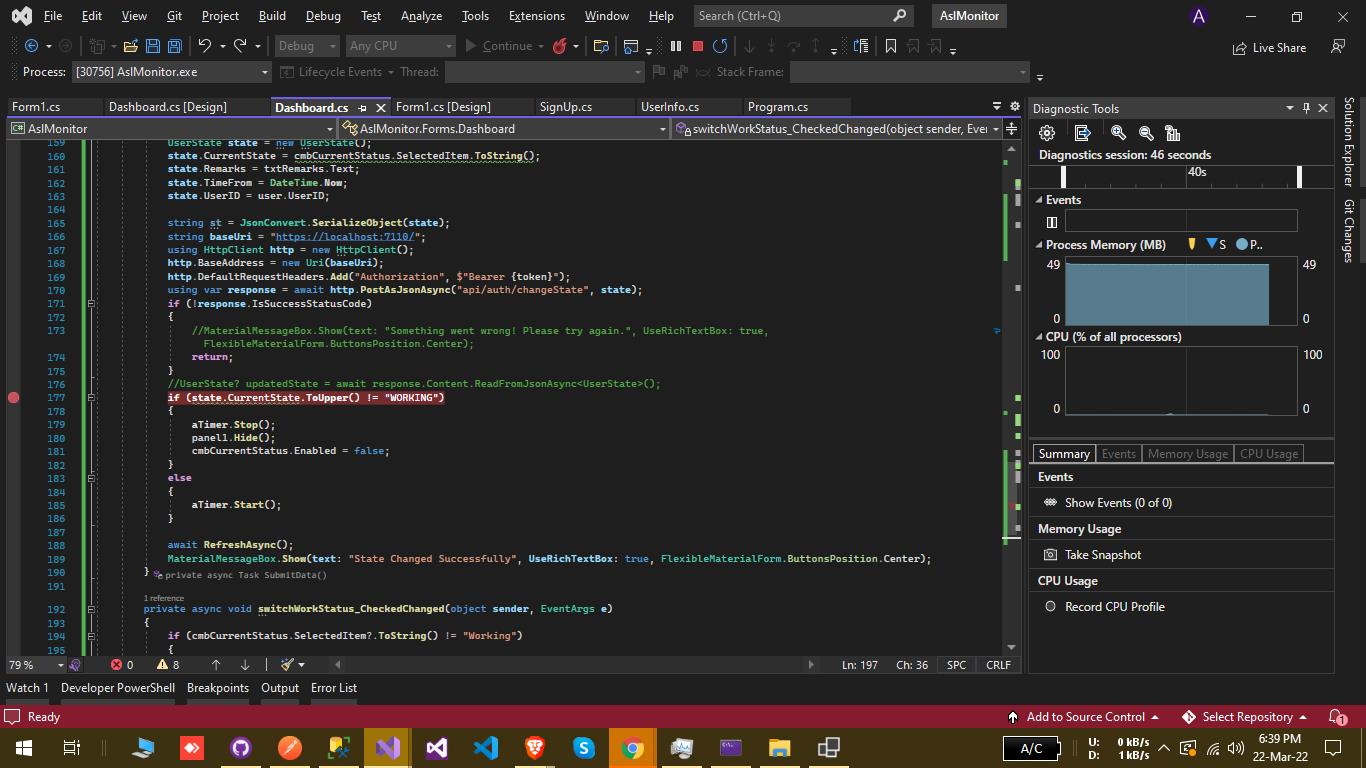 File Edit View Git Project Build Debug Test Analyze Tools Extensions Window Help Search (Ctrl+Q) AslMonitor A
Debug Any CPU Continue Live Share
Process: [30756] AslMonitor.exe Lifecycle Events Thread: Stack Frame:
Form1.cs Dashboard.cs [Design] Dashboard.cs Form1.cs [Design] SignUp.cs UserInfo.cs Program.cs
AslMonitor AslMonitor.Forms.Dashboard switchWorkStatus_CheckedChanged(object sender, Ever
159 UserState state = new UserState();
160 state.CurrentState = cmbCurrentStatus.SelectedItem.ToString();
161 state.Remarks = txtRemarks.Text;
162 state.TimeFrom = DateTime.Now;
163 state.UserID = user.UserID;
164
165 string st = JsonConvert.SerializeObject(state);
166 string baseUri = "https://localhost:7110/";
167 using HttpClient http = new HttpClient();
168 http.BaseAddress = new Uri(baseUri);
169 http.DefaultRequestHeaders.Add("Authorization", $"Bearer {token}");
170 using var response = await http.PostAsJsonAsync("api/auth/changeState", state);
171 if (!response.IsSuccessStatusCode)
172 {
173 //MaterialMessageBox.Show(text: "Something went wrong! Please try again.", UseRichTextBox: true,
FlexibleMaterialForm.ButtonsPosition.Center);
174 return;
175 }
176 //UserState? updatedState = await response.Content.ReadFromJsonAsync<UserState>();
177 if (state.CurrentState.ToUpper() != "WORKING")
178 {
179 aTimer.Stop();
180 panel1.Hide();
181 cmbCurrentStatus.Enabled = false;
182 }
183 else
184 {
185 aTimer.Start();
186 }
187
188 await RefreshAsync();
189 MaterialMessageBox.Show(text: "State Changed Successfully", UseRichTextBox: true, FlexibleMaterialForm.ButtonsPosition.Center);
190 } private async Task SubmitData()
191
1 reference
192 private async void switchWorkStatus_CheckedChanged(object sender, EventArgs e)
193 {
194 if (cmbCurrentStatus.SelectedItem?.ToString() != "Working")
195 {
79 % 0 8 Ln: 197 Ch: 36 SPC CRLF
Diagnostic Tools
Diagnostics session: 46 seconds
40s
Events
Process Memory (MB) S P..
49 49
0 0
CPU (% of all processors)
100 100
0 0
Summary Events Memory Usage CPU Usage
Events
Show Events (0 of 0)
Memory Usage
Take Snapshot
CPU Usage
Record CPU Profile
Solution Explorer
Git Changes
Watch 1 Developer PowerShell Breakpoints Output Error List
Ready Add to Source Control Select Repository 1
A/C U: 0 kB/s 6:39 PM
D: 1 kB/s 22-Mar-22